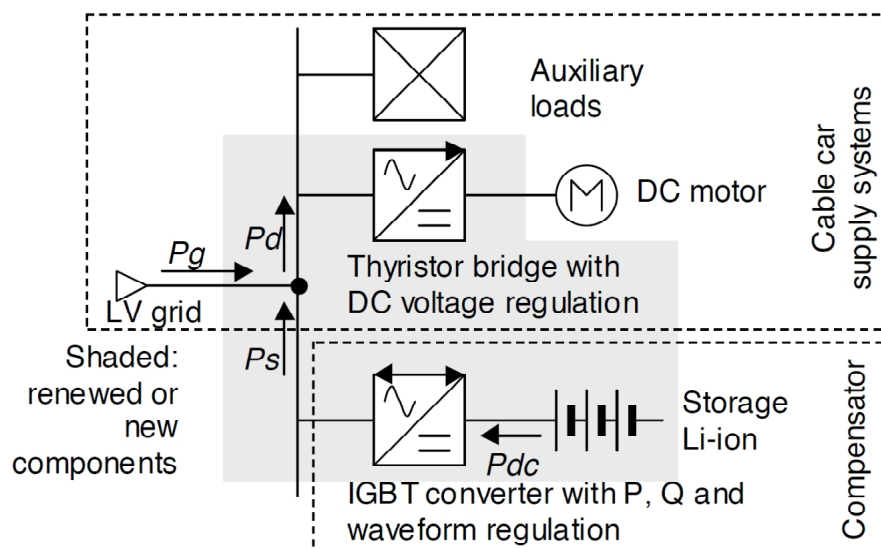 Auxiliary
loads
Cable car
supply systems
M
DC motor
Pd
Pg
Thyristor bridge with
DC voltage regulation
LV grid
Ps
Shaded:
renewed or
new
components
Storage
Li-ion
Pdc
IGBT converter with P, Q and
waveform regulation
Compensator